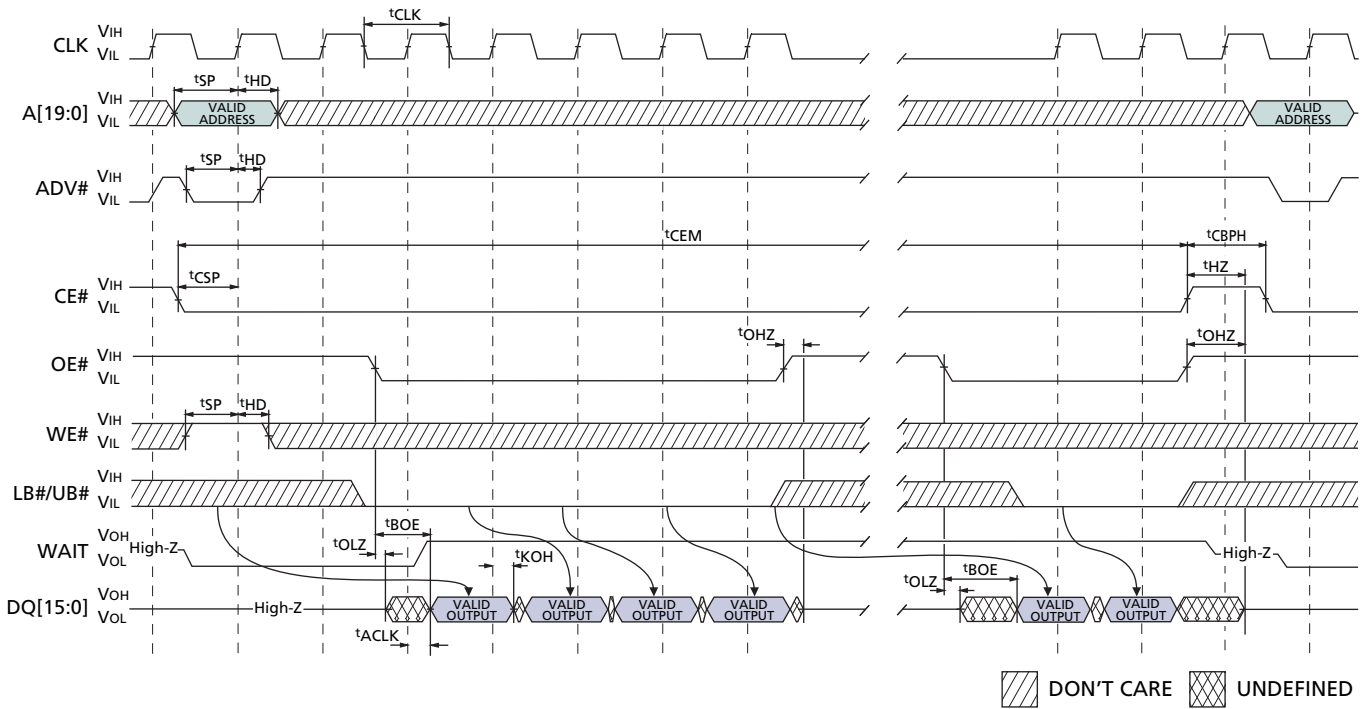 tCLK
CLK VIH
VIL
tSP tHD
A[19:0] VIH
VIL
VALID
ADDRESS
VALID
ADDRESS
tSP tHD
ADV# VIH
VIL
tCEM tCBPH
tCSP tHZ
CE# VIH
VIL
tOHZ tOHZ
OE# VIH
VIL
tSP tHD
WE# VIH
VIL
LB#/UB# VIH
VIL
tBOE
WAIT VOH
VOL
High-Z
tOLZ tKOH
High-Z
tOLZ tBOE
DQ[15:0] VOH
VOL
High-Z
VALID
OUTPUT
VALID
OUTPUT
VALID
OUTPUT
VALID
OUTPUT
VALID
OUTPUT
VALID
OUTPUT
tACLK
DON'T CARE UNDEFINED